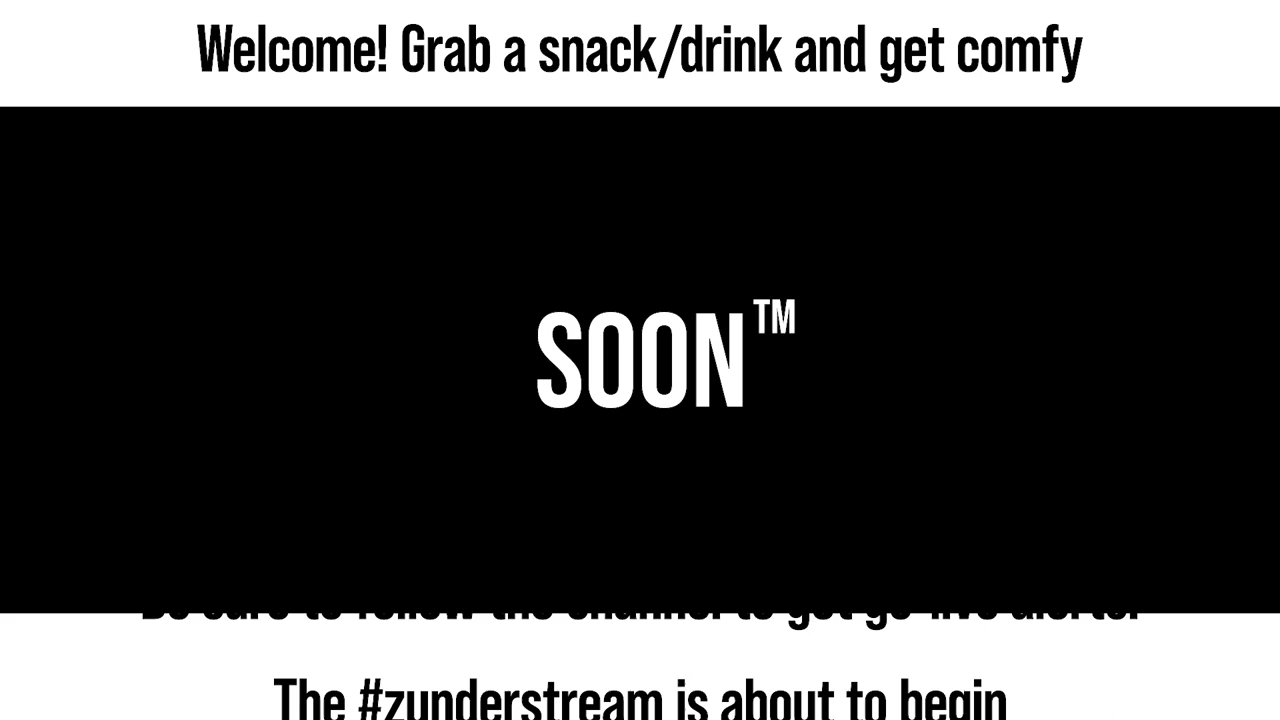 Welcome! Grab a snack/drink and get comfy
SOON™
The #zunderstream is about to begin